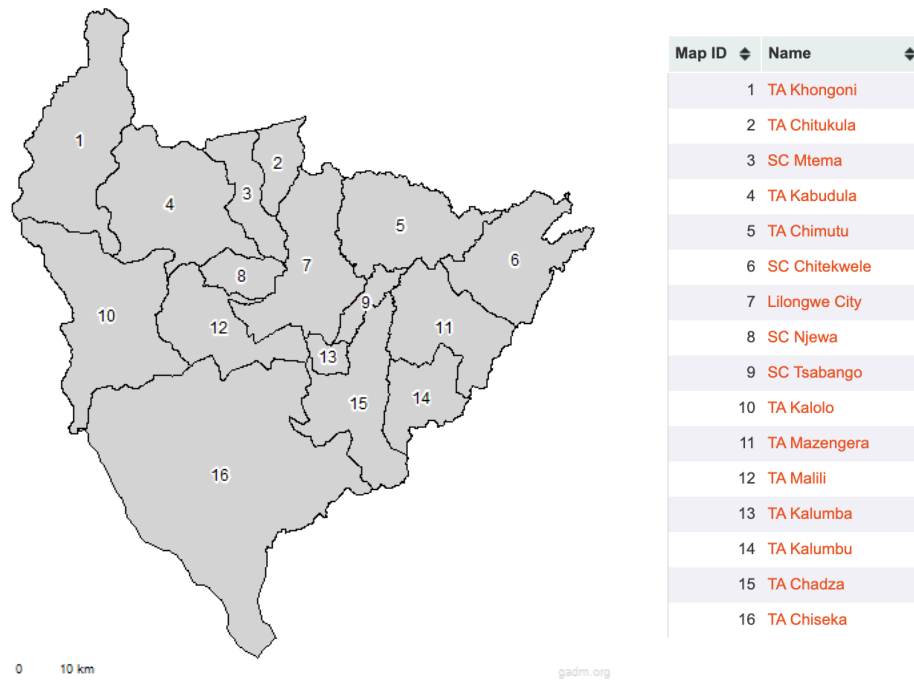 1
2
3
4
5
6
7
8
9
10
11
12
13
14
15
16
0 10 km
gadm.org
Map ID Name
1 TA Khongoni
2 TA Chitukula
3 SC Mtema
4 TA Kabudula
5 TA Chimutu
6 SC Chitekwele
7 Lilongwe City
8 SC Njewa
9 SC Tsabango
10 TA Kalolo
11 TA Mazengera
12 TA Malili
13 TA Kalumba
14 TA Kalumbu
15 TA Chadza
16 TA Chiseka